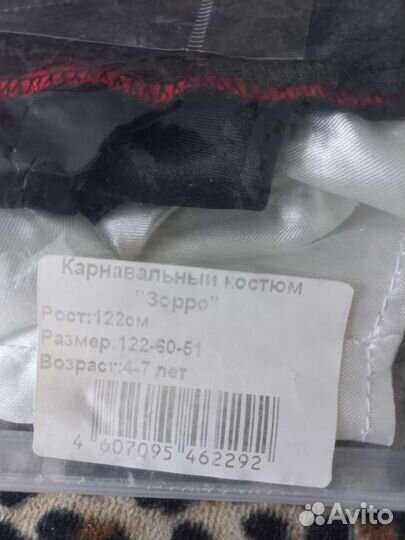 Карнавальный костюм
"Зорро"
Рост:122см
Размер:122-60-51
Возраст:4-7 лет
4 607095 462292
Avito